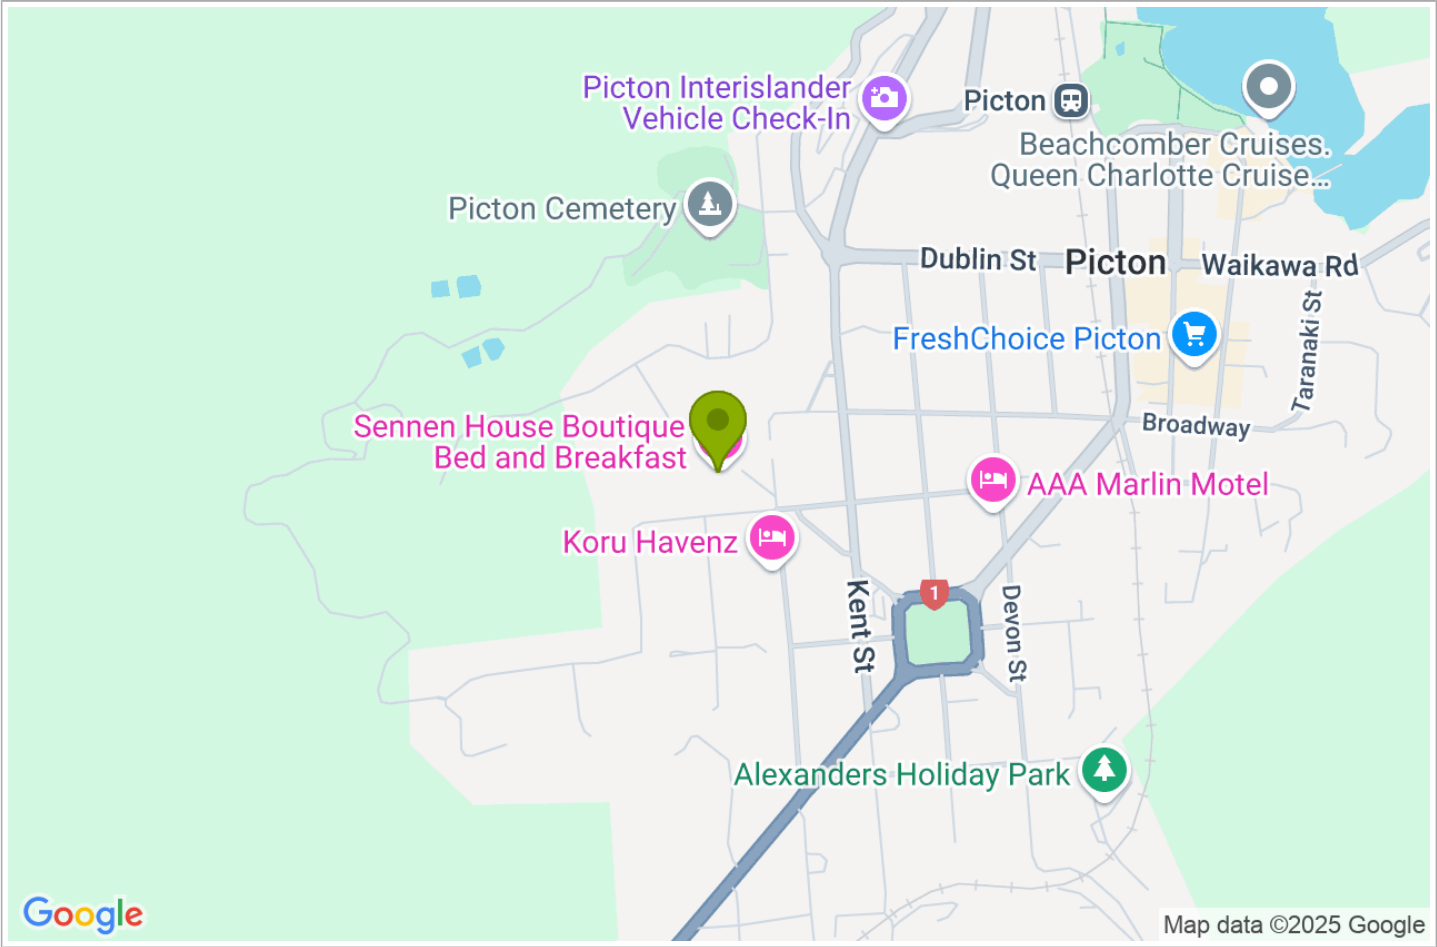 Picton Interislander
Vehicle Check-In
Picton
Beachcomber Cruises.
Queen Charlotte Cruise...
Picton Cemetery
Dublin St
Picton
Waikawa Rd
FreshChoice Picton
Taranaki St
Sennen House Boutique
Bed and Breakfast
Broadway
AAA Marlin Motel
Koru Havenz
1
Kent St
Devon St
Alexanders Holiday Park
Google
Map data ©2025 Google